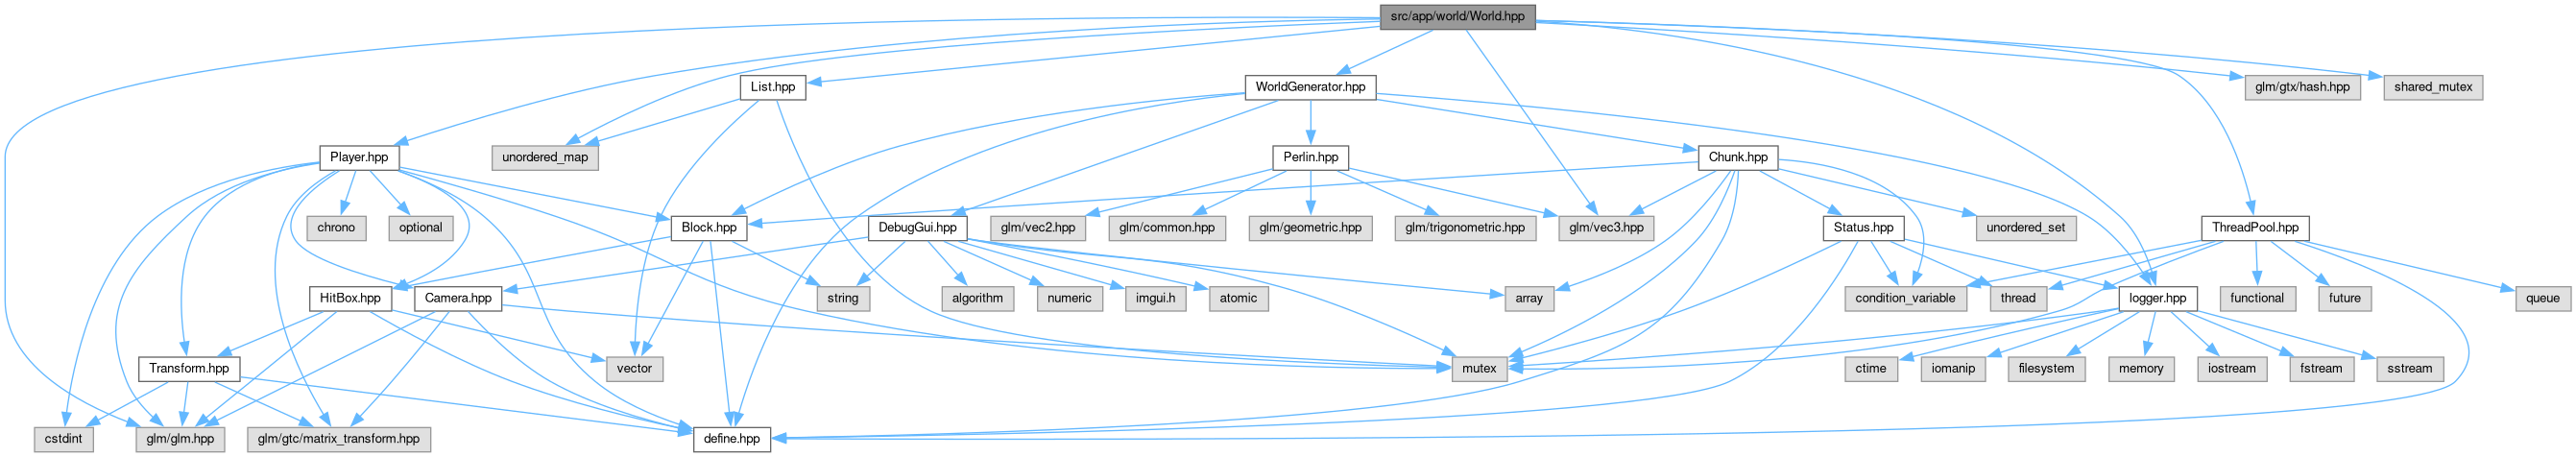 src/app/world/World.hpp
List.hpp
WorldGenerator.hpp
glm/gtx/hash.hpp
shared_mutex
Player.hpp
unordered_map
Perlin.hpp
Chunk.hpp
chrono
optional
Block.hpp
DebugGui.hpp
glm/vec2.hpp
glm/common.hpp
glm/geometric.hpp
glm/trigonometric.hpp
glm/vec3.hpp
Status.hpp
unordered_set
ThreadPool.hpp
HitBox.hpp
Camera.hpp
string
algorithm
numeric
imgui.h
atomic
array
condition_variable
thread
logger.hpp
functional
future
queue
Transform.hpp
vector
mutex
ctime
iomanip
filesystem
memory
iostream
fstream
sstream
cstdint
glm/glm.hpp
glm/gtc/matrix_transform.hpp
define.hpp